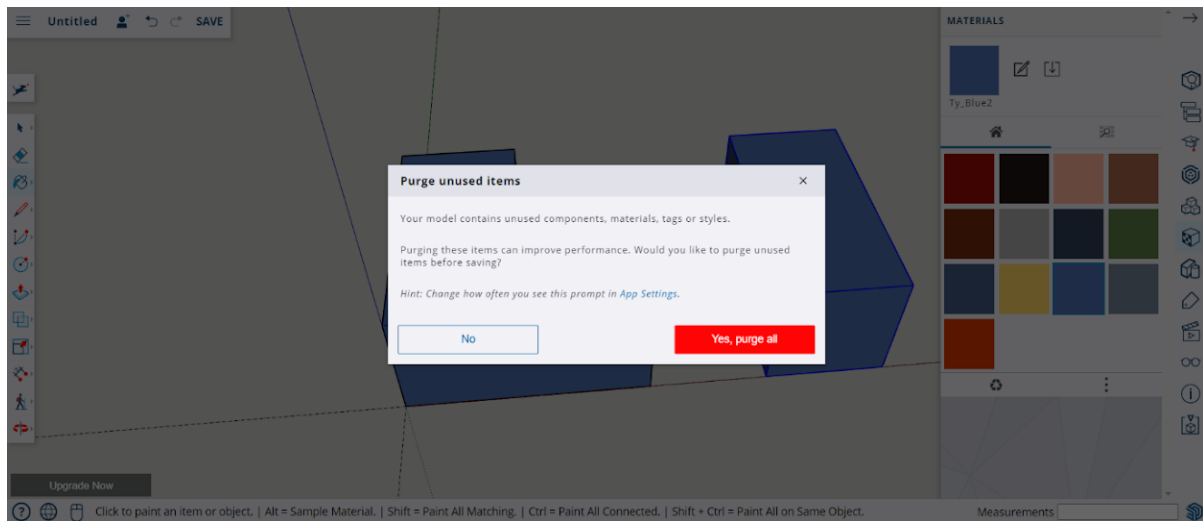 Untitled
SAVE
MATERIALS
Ty_Blue2
Purge unused items
Your model contains unused components, materials, tags or styles.
Purging these items can improve performance. Would you like to purge unused
items before saving?
Hint: Change how often you see this prompt in App Settings.
No
Yes, purge all
Upgrade Now
Click to paint an item or object. | Alt = Sample Material. | Shift = Paint All Matching. | Ctrl = Paint All Connected. | Shift + Ctrl = Paint All on Same Object.
Measurements